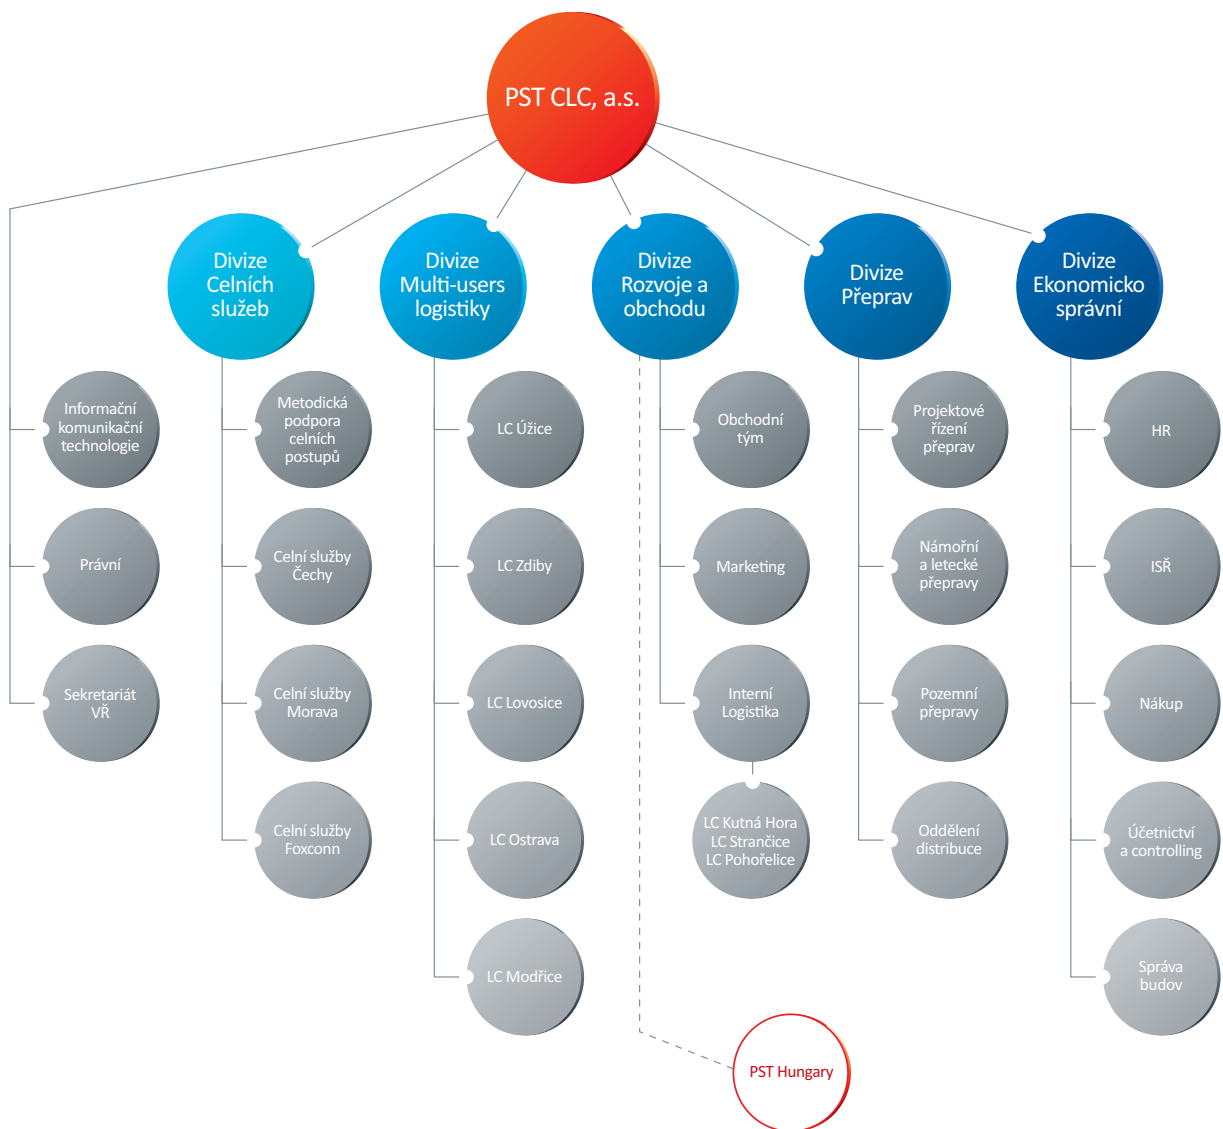 PST CLC, a.s.
Divize
Celních
služeb
Divize
Multi-users
logistiky
Divize
Rozvoje a
obchodu
Divize
Přeprav
Divize
Ekonomicko
správní
Informační
komunikační
technologie
Právní
Sekretariát
VŘ
Metodická
podpora
celních
postupů
Celní služby
Čechy
Celní služby
Morava
Celní služby
Foxconn
LC Úžice
LC Zdiby
LC Lovosice
LC Ostrava
LC Modřice
Obchodní
tým
Marketing
Interní
Logistika
LC Kutná Hora
LC Strančice
LC Pohořelice
PST Hungary
Projektové
řízení
přeprav
Námořní
a letecké
přepravy
Pozemní
přepravy
Oddělení
distribuce
HR
ISŘ
Nákup
Účetnictví
a controlling
Správa
budov